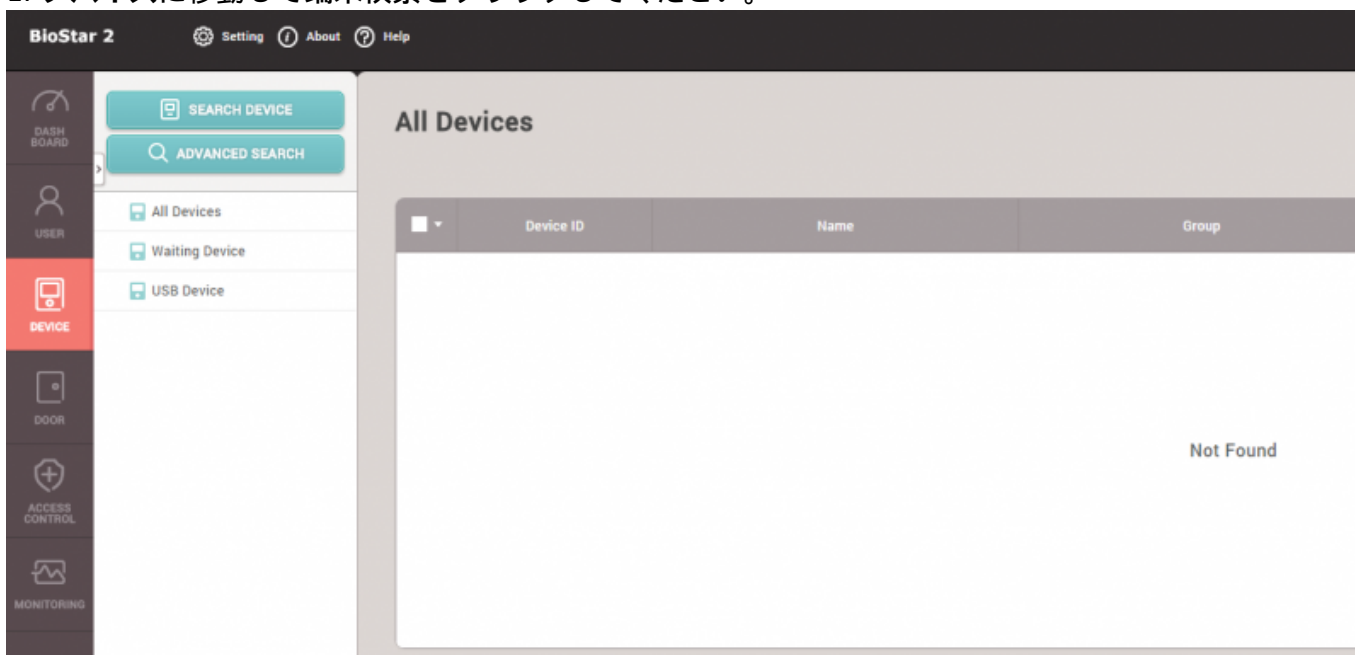 BioStar 2
Setting
About
Help
DASH
BOARD
USER
DEVICE
DOOR
ACCESS
CONTROL
MONITORING
SEARCH DEVICE
ADVANCED SEARCH
All Devices
Waiting Device
USB Device
All Devices
Device ID
Name
Group
Not Found